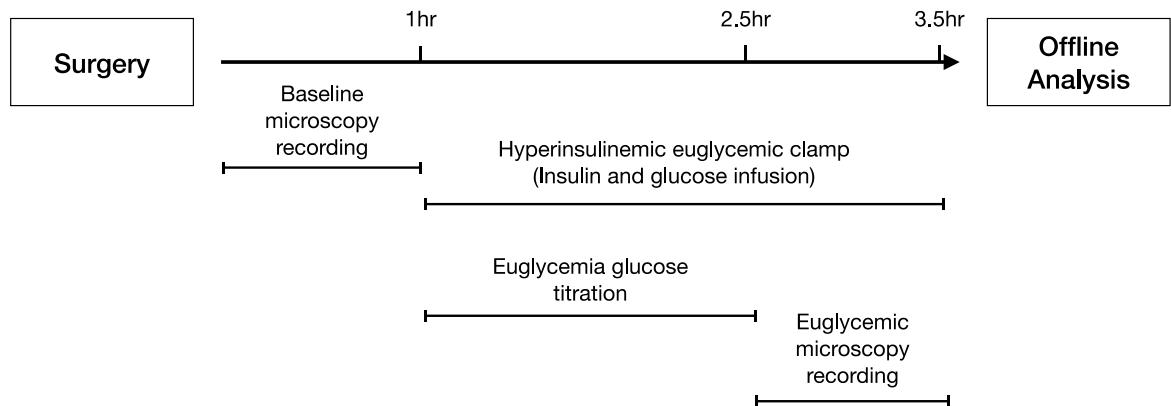 1hr
2.5hr
3.5hr
Surgery
Offline
Analysis
Baseline
microscopy
recording
Hyperinsulinemic euglycemic clamp
(Insulin and glucose infusion)
Euglycemia glucose
titration
Euglycemic
microscopy
recording